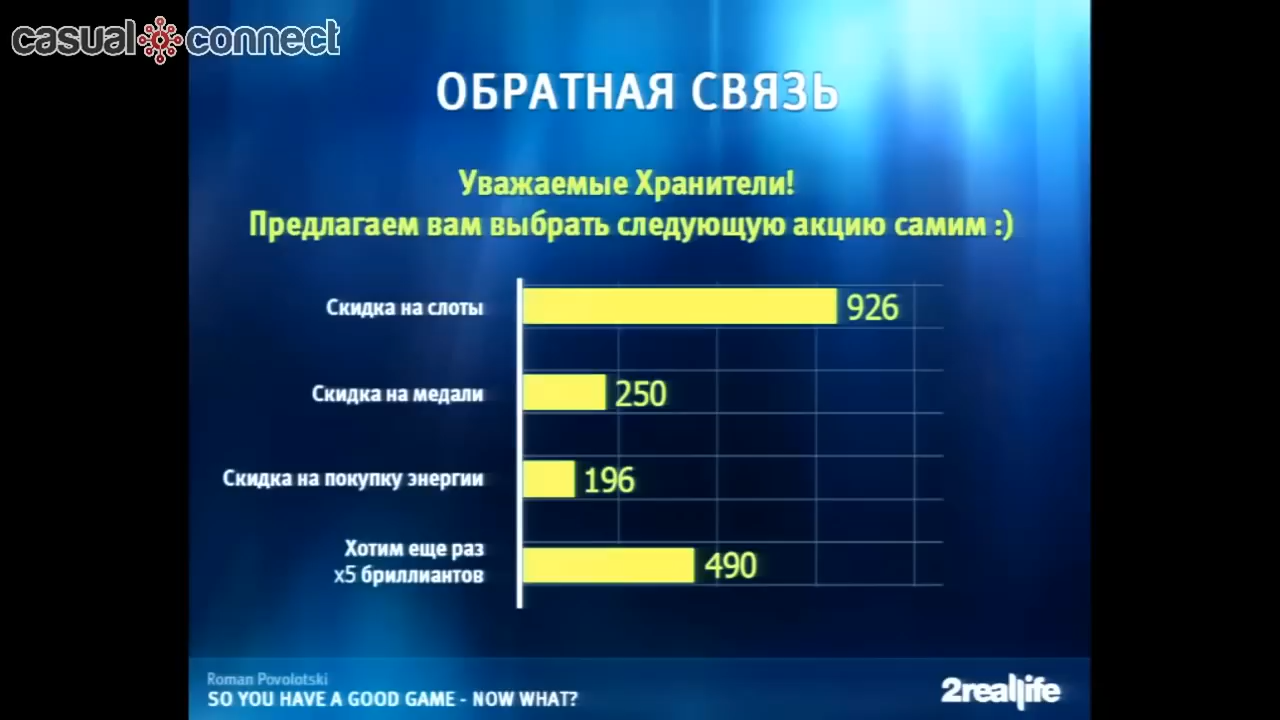 casual connect
ОБРАТНАЯ СВЯЗЬ
Уважаемые Хранители!
Предлагаем вам выбрать следующую акцию самим :)
Скидка на слоты 926
Скидка на медали 250
Скидка на покупку энергии 196
Хотим еще раз
x5 бриллиантов 490
Roman Povolotski
SO YOU HAVE A GOOD GAME - NOW WHAT?
2reallife